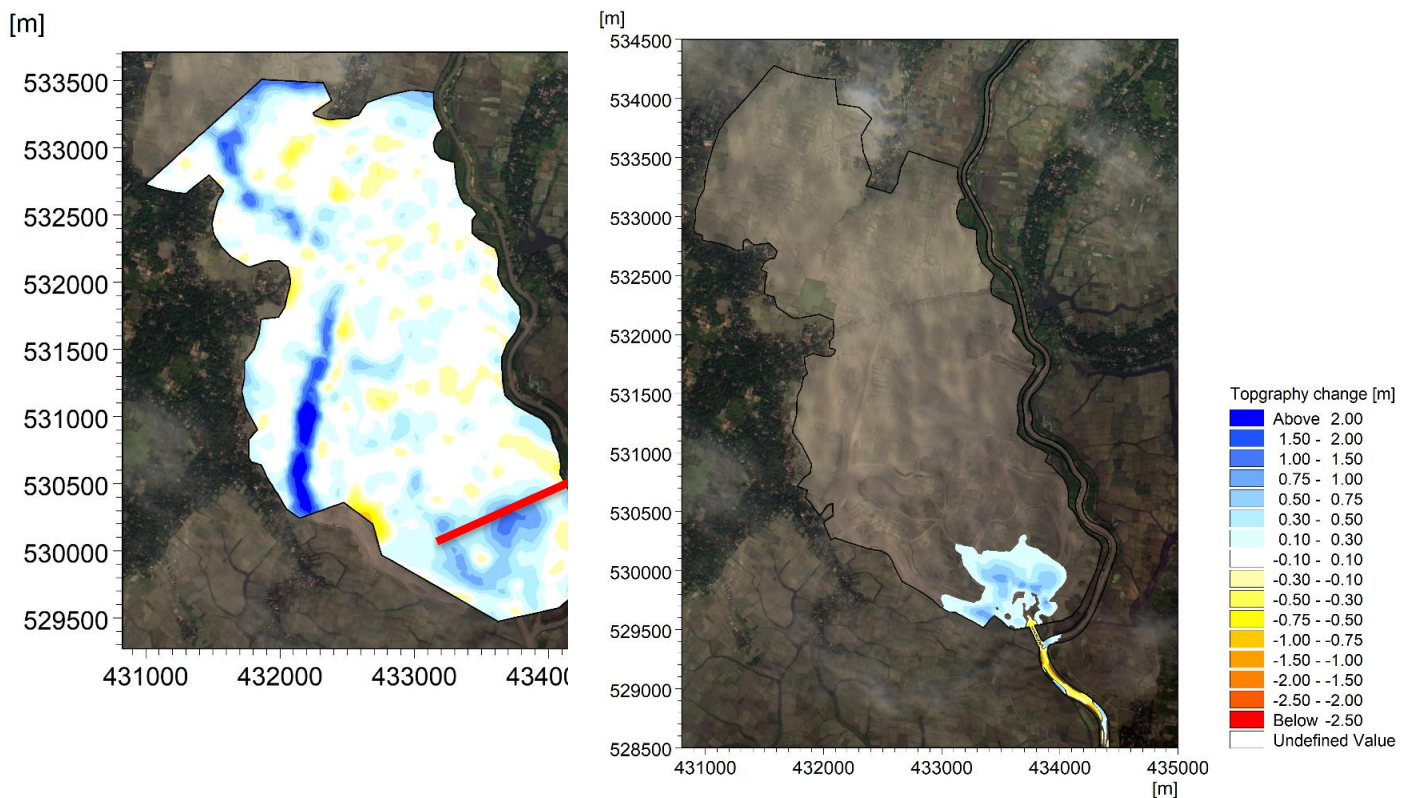 [m]
533500
533000
532500
532000
531500
531000
530500
530000
529500
431000 432000 433000 434000
[m]
534500
534000
533500
533000
532500
532000
531500
531000
530500
530000
529500
529000
528500
431000 432000 433000 434000 435000
[m]
Topgraphy change [m]
Above 2.00
1.50 - 2.00
1.00 - 1.50
0.75 - 1.00
0.50 - 0.75
0.30 - 0.50
0.10 - 0.30
-0.10 - 0.10
-0.30 - -0.10
-0.50 - -0.30
-0.75 - -0.50
-1.00 - -0.75
-1.50 - -1.00
-2.00 - -1.50
-2.50 - -2.00
Below -2.50
Undefined Value